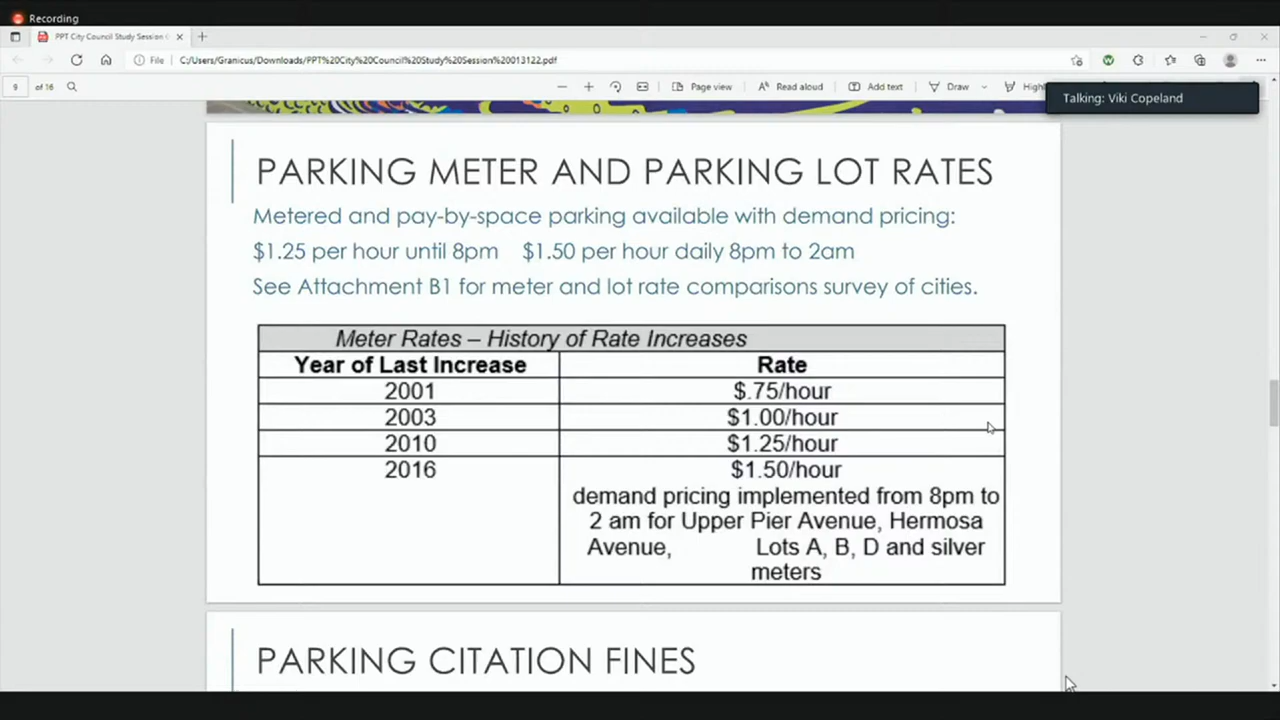 Recording
PPT City Council Study Session
File C:/Users/Granicus/Downloads/PPT%20City%20Council%20Study%20Session%20013122.pdf
9 of 16 Page view Read aloud Add text Draw
Talking: Viki Copeland
PARKING METER AND PARKING LOT RATES
Metered and pay-by-space parking available with demand pricing:
$1.25 per hour until 8pm $1.50 per hour daily 8pm to 2am
See Attachment B1 for meter and lot rate comparisons survey of cities.
Meter Rates – History of Rate Increases
Year of Last Increase Rate
2001 $.75/hour
2003 $1.00/hour
2010 $1.25/hour
2016 $1.50/hour
demand pricing implemented from 8pm to
2 am for Upper Pier Avenue, Hermosa
Avenue, Lots A, B, D and silver
meters
PARKING CITATION FINES